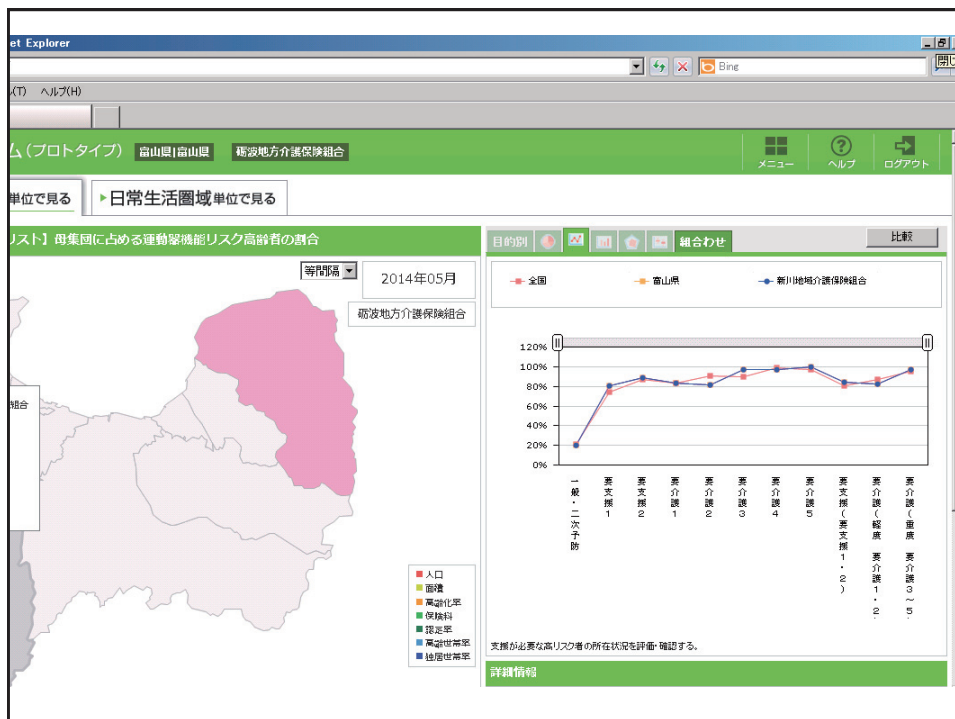 et Explorer
Bing
閉じ
ル(T) ヘルプ(H)
ム(プロトタイプ) 富山県|富山県 砺波地方介護保険組合
メニュー ヘルプ ログアウト
単位で見る ▶日常生活圏域単位で見る
リスト】母集団に占める運動器機能リスク高齢者の割合
等間隔 2014年05月
砺波地方介護保険組合
組合
人口
面積
高齢化率
保険料
認定率
高齢世帯率
独居世帯率
目的別 組合わせ 比較
全国 富山県 新川地域介護保険組合
120%
100%
80%
60%
40%
20%
0%
一般・二次予防
要支援1
要支援2
要介護1
要介護2
要介護3
要介護4
要介護5
要支援(要支援1・2)
要介護(軽度 要介護1・2
要介護(重度 要介護3~5
支援が必要な高リスク者の所在状況を評価・確認する。
詳細情報